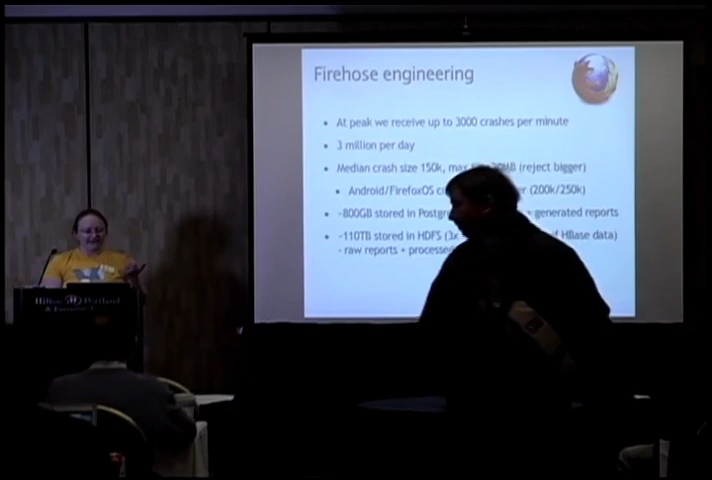 Firehose engineering
• At peak we receive up to 3000 crashes per minute
• 3 million per day
• Median crash size 150k, max (reject bigger)
• Android/FirefoxOS (200k/250k)
• ~800GB stored in generated reports
• ~110TB stored in HDFS (3x HBase data)
- raw reports + processed
Hilton Portland
& Executive